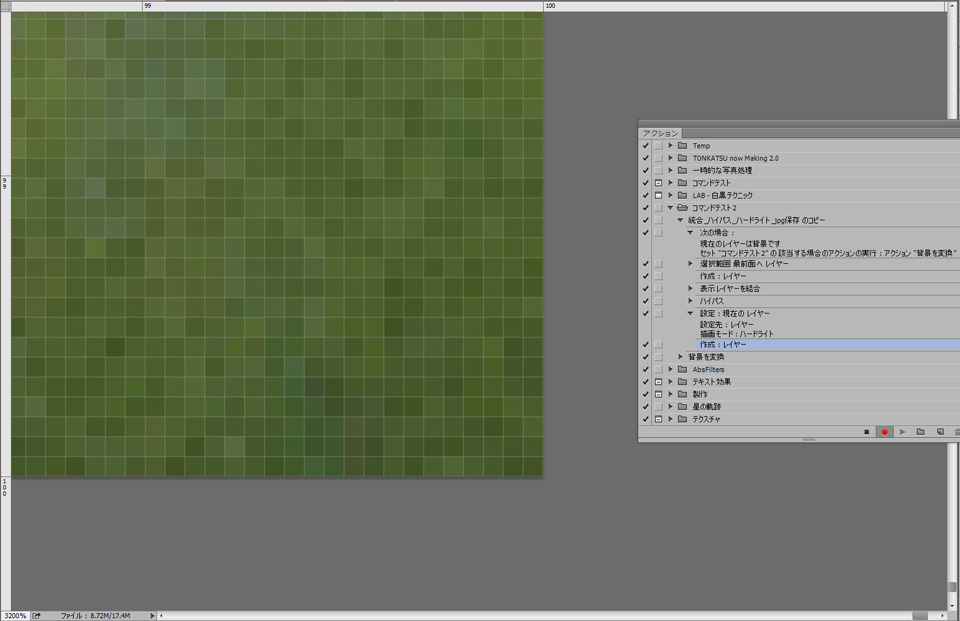 99
100
99
100
アクション
Temp
TONKATSU now Making 2.0
一時的な写真処理
コマンドテスト
LAB - 白黒テクニック
コマンドテスト2
統合_ハイパス_ハードライト_jpg保存 のコピー
次の場合 :
現在のレイヤーは背景です
セット "コマンドテスト2" の 該当する場合のアクションの実行 : アクション "背景を変換"
選択範囲 最前面へ レイヤー
作成 : レイヤー
表示レイヤーを結合
ハイパス
設定 : 現在の レイヤー
設定先 : レイヤー
描画モード : ハードライト
作成 : レイヤー
背景を変換
AbsFilters
テキスト効果
製作
星の軌跡
テクスチャ
3200%
ファイル : 8.72M/17.4M